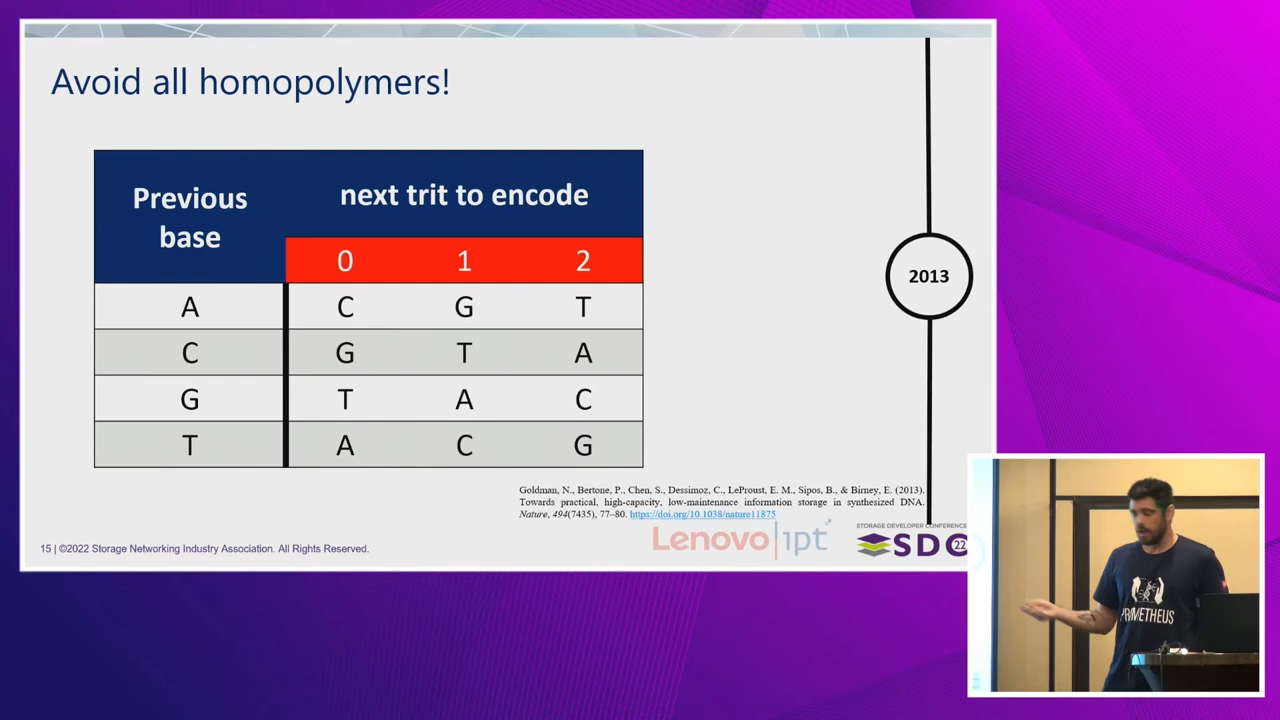 Avoid all homopolymers!
Previous base
next trit to encode
0 1 2
A C G T
C G T A
G T A C
T A C G
2013
Goldman, N., Bertone, P., Chen, S., Dessimoz, C., LeProust, E. M., Sipos, B., & Birney, E. (2013).
Towards practical, high-capacity, low-maintenance information storage in synthesized DNA.
Nature, 494(7435), 77–80. https://doi.org/10.1038/nature11875
Lenovo ipt
STORAGE DEVELOPER CONFERENCE
SDC 22
15 | ©2022 Storage Networking Industry Association. All Rights Reserved.
PROMETHEUS